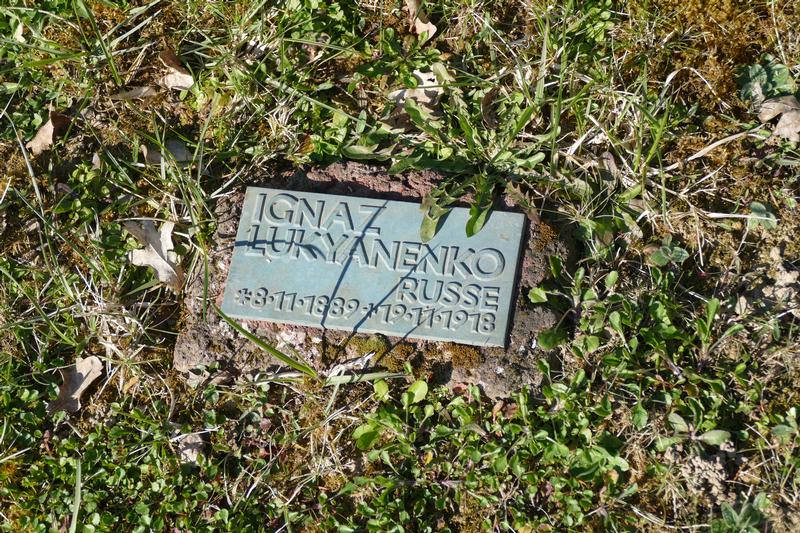 IGNAZ
LUKYANENKO
RUSSE
*8·11·1889 †19·11·1918